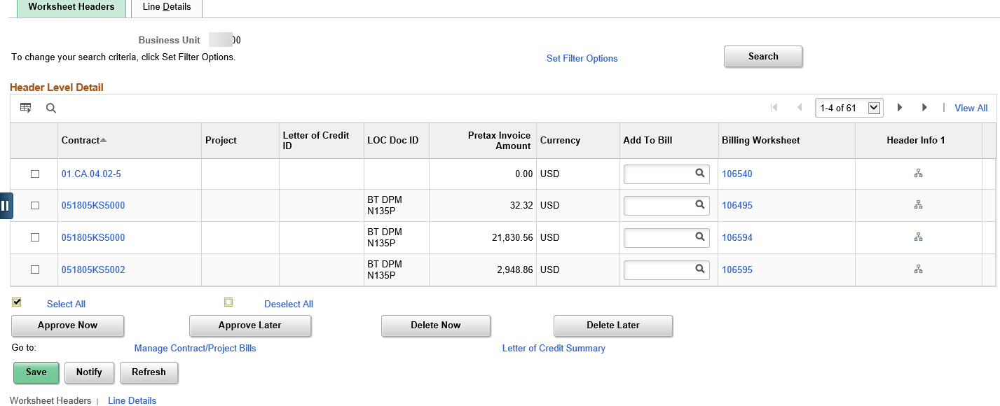 Worksheet Headers Line Details
Business Unit 00
To change your search criteria, click Set Filter Options. Set Filter Options Search
Header Level Detail
1-4 of 61 | View All
Contract Project Letter of Credit ID LOC Doc ID Pretax Invoice Amount Currency Add To Bill Billing Worksheet Header Info 1
01.CA.04.02-5 0.00 USD 106540
051805KS5000 BT DPM N135P 32.32 USD 106495
051805KS5000 BT DPM N135P 21,830.56 USD 106594
051805KS5002 BT DPM N135P 2,948.86 USD 106595
Select All Deselect All
Approve Now Approve Later Delete Now Delete Later
Go to: Manage Contract/Project Bills Letter of Credit Summary
Save Notify Refresh
Worksheet Headers | Line Details